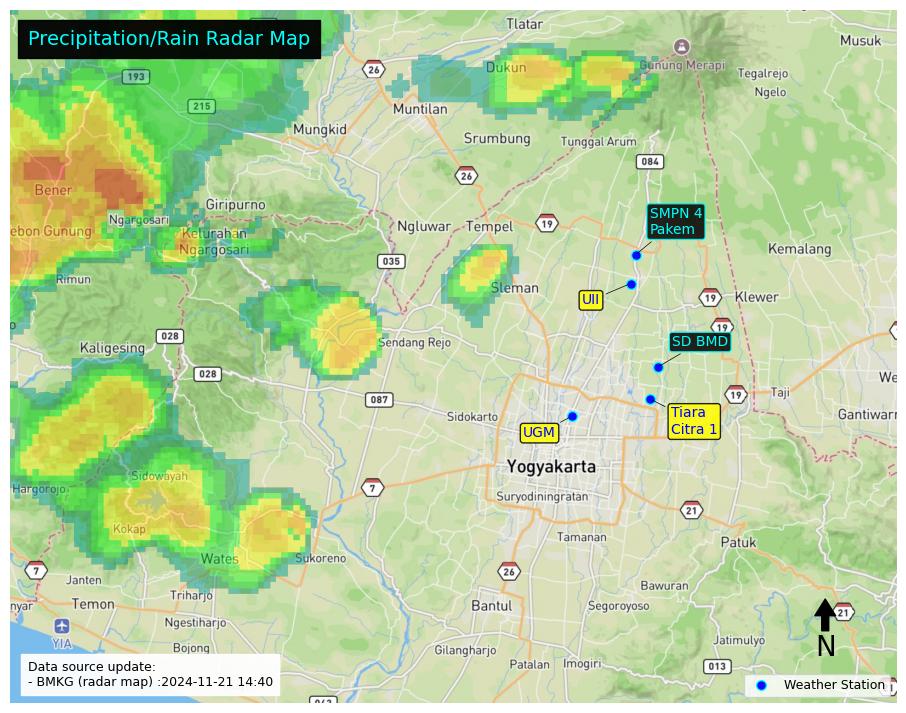 Precipitation/Rain Radar Map
Tlatar
Musuk
Gunung Merapi
Dukun
26
193
Tegalrejo
Ngelo
215
Muntilan
Mungkid
Srumbung
Tunggal Arum
084
26
Bener
Giripurno
SMPN 4
Pakem
Ngargosari
Ngluwar
Tempel
19
ebon Gunung
Kelurahan
Ngargosari
Kemalang
035
Rimun
Sleman
UII
19
Klewer
19
028
Kaligesing
Sendang Rejo
SD BMD
028
087
19
Taji
We
Sidokarto
Tiara
Citra 1
Gantiwarn
UGM
Yogyakarta
Sidowayah
Hargorojo
7
Suryodiningratan
21
Kokap
Tamanan
Patuk
Wates
Sukoreno
7
26
Janten
Bawuran
Triharjo
nyar
Temon
Bantul
Segoroyoso
21
Ngestiharjo
YIA
Jatimulyo
N
Bojong
Gilangharjo
Patalan
Imogiri
013
Data source update:
- BMKG (radar map) :2024-11-21 14:40
Weather Station